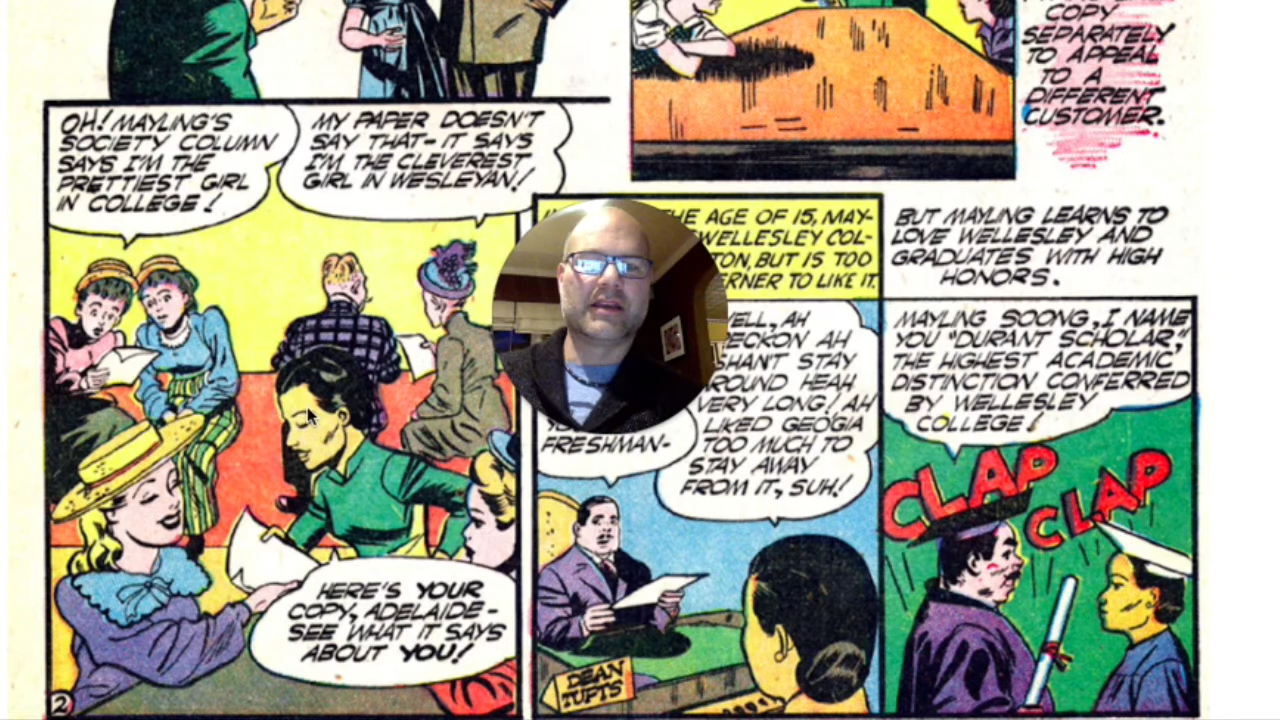 COPY
SEPARATELY
TO APPEAL
TO A
DIFFERENT
CUSTOMER.
OH! MAYLING'S
SOCIETY COLUMN
SAYS I'M THE
PRETTIEST GIRL
IN COLLEGE!
MY PAPER DOESN'T
SAY THAT- IT SAYS
I'M THE CLEVEREST
GIRL IN WESLEYAN!
HERE'S YOUR
COPY, ADELAIDE-
SEE WHAT IT SAYS
ABOUT YOU!
2
THE AGE OF 15, MAY-
WELLESLEY COL-
TON, BUT IS TOO
ERNER TO LIKE IT.
FRESHMAN-
WELL, AH
RECKON AH
SHAN'T STAY
AROUND HEAH
VERY LONG! AH
LIKED GEOGIA
TOO MUCH TO
STAY AWAY
FROM IT, SUH!
DEAN
TUFTS
BUT MAYLING LEARNS TO
LOVE WELLESLEY AND
GRADUATES WITH HIGH
HONORS.
MAYLING SOONG, I NAME
YOU "DURANT SCHOLAR,"
THE HIGHEST ACADEMIC
DISTINCTION CONFERRED
BY WELLESLEY
COLLEGE!
CLAP
CLAP